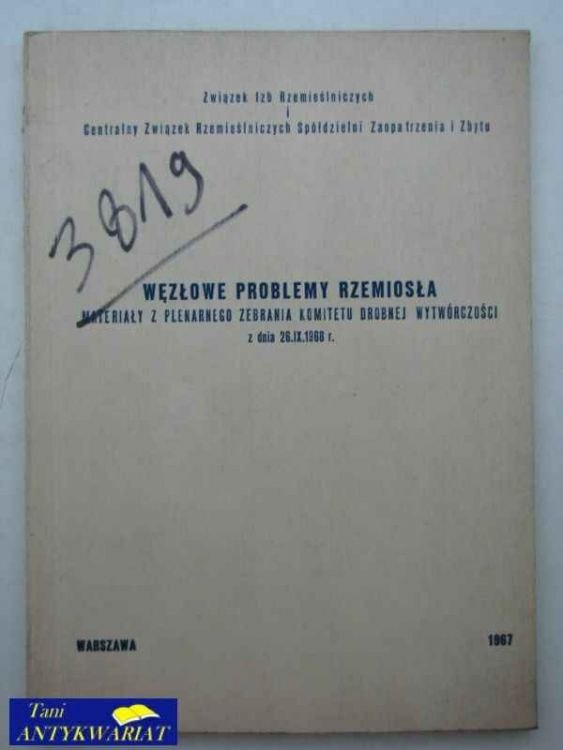 Związek Izb Rzemieślniczych
i
Centralny Związek Rzemieślniczych Spółdzielni Zaopatrzenia i Zbytu
3819
WĘZŁOWE PROBLEMY RZEMIOSŁA
MATERIAŁY Z PLENARNEGO ZEBRANIA KOMITETU DROBNEJ WYTWÓRCZOŚCI
z dnia 26.IX.1966 r.
WARSZAWA 1967
Tani
ANTYKWARIAT